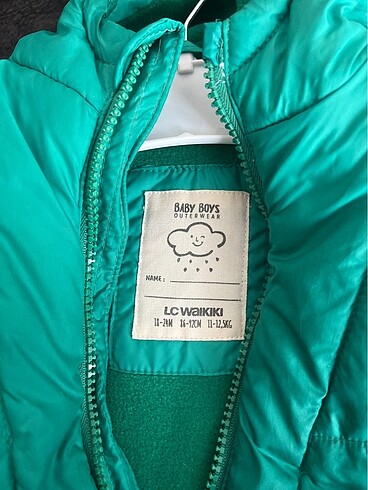 BABY BOYS
OUTERWEAR
NAME:
LC WAIKIKI
18-24M 86-92CM 11-12,5KG